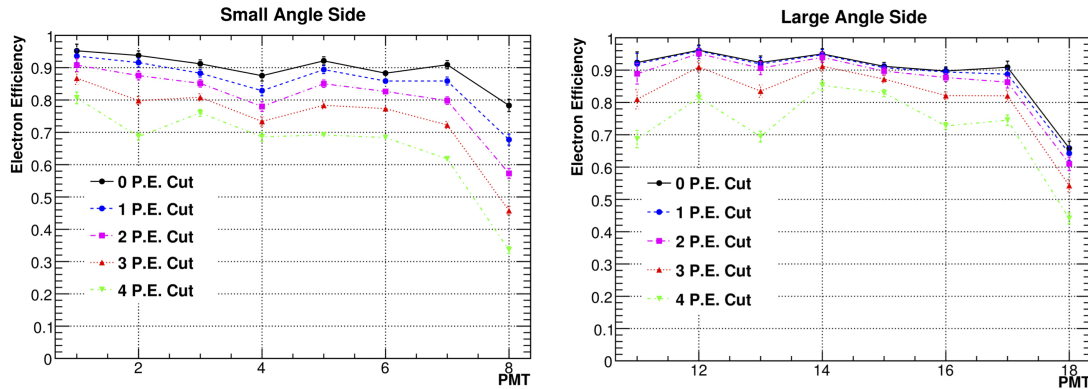 Small Angle Side
Electron Efficiency
1
0.9
0.8
0.7
0.6
0.5
0.4
0.3
0.2
0.1
0
0 P.E. Cut
1 P.E. Cut
2 P.E. Cut
3 P.E. Cut
4 P.E. Cut
2 4 6 8
PMT
Large Angle Side
Electron Efficiency
1
0.9
0.8
0.7
0.6
0.5
0.4
0.3
0.2
0.1
0
0 P.E. Cut
1 P.E. Cut
2 P.E. Cut
3 P.E. Cut
4 P.E. Cut
12 14 16 18
PMT